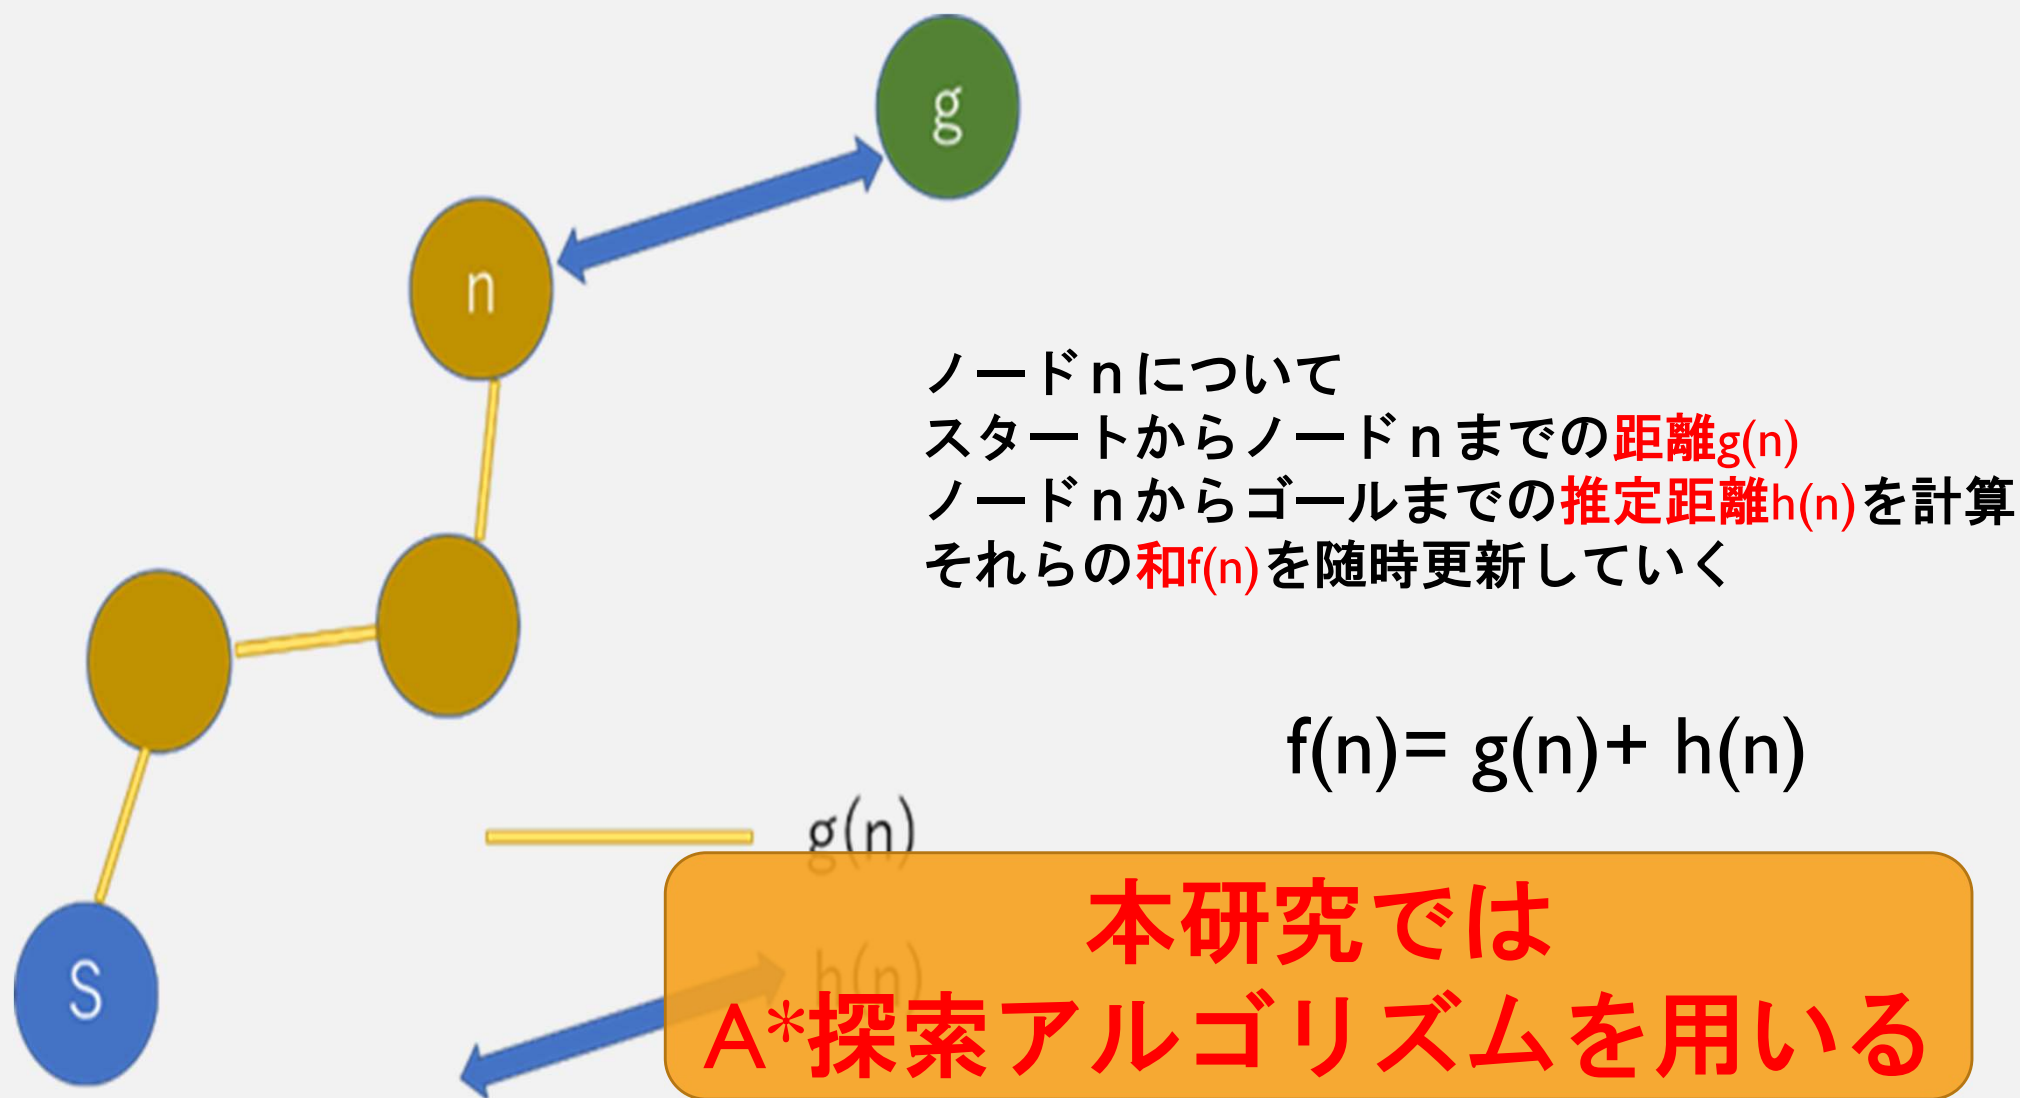 g
n
ノードnについて
スタートからノードnまでの距離g(n)
ノードnからゴールまでの推定距離h(n)を計算
それらの和f(n)を随時更新していく
f(n)= g(n)+ h(n)
g(n)
本研究では
h(n)
S
A*探索アルゴリズムを用いる